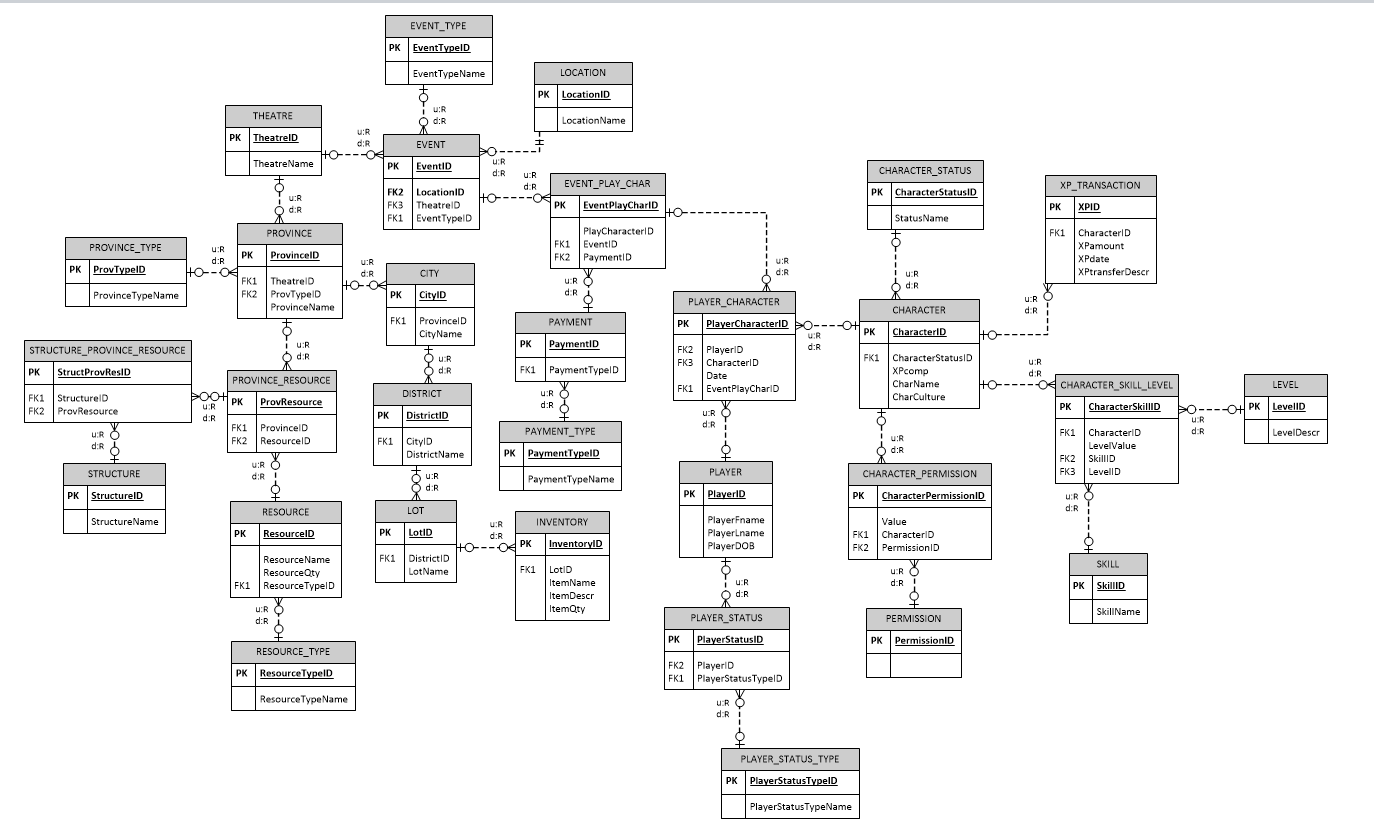 EVENT_TYPE
PK EventTypeID
EventTypeName
u:R
d:R
LOCATION
PK LocationID
LocationName
u:R
d:R
THEATRE
PK TheatreID
TheatreName
u:R
d:R
EVENT
PK EventID
FK2 LocationID
FK3 TheatreID
FK1 EventTypeID
u:R
d:R
EVENT_PLAY_CHAR
PK EventPlayCharID
PlayCharacterID
FK1 EventID
FK2 PaymentID
u:R
d:R
CHARACTER_STATUS
PK CharacterStatusID
StatusName
u:R
d:R
XP_TRANSACTION
PK XPID
FK1 CharacterID
XPamount
XPdate
XPtransferDescr
u:R
d:R
u:R
d:R
PROVINCE_TYPE
PK ProvTypeID
ProvinceTypeName
u:R
d:R
PROVINCE
PK ProvinceID
FK1 TheatreID
FK2 ProvTypeID
ProvinceName
u:R
d:R
CITY
PK CityID
FK1 ProvinceID
CityName
u:R
d:R
u:R
d:R
PLAYER_CHARACTER
PK PlayerCharacterID
FK2 PlayerID
FK3 CharacterID
Date
FK1 EventPlayCharID
u:R
d:R
CHARACTER
PK CharacterID
FK1 CharacterStatusID
XPcomp
CharName
CharCulture
u:R
d:R
PAYMENT
PK PaymentID
FK1 PaymentTypeID
u:R
d:R
STRUCTURE_PROVINCE_RESOURCE
PK StructProvResID
FK1 StructureID
FK2 ProvResource
u:R
d:R
u:R
d:R
PROVINCE_RESOURCE
PK ProvResource
FK1 ProvinceID
FK2 ResourceID
u:R
d:R
u:R
d:R
DISTRICT
PK DistrictID
FK1 CityID
DistrictName
u:R
d:R
PAYMENT_TYPE
PK PaymentTypeID
PaymentTypeName
CHARACTER_SKILL_LEVEL
PK CharacterSkillID
FK1 CharacterID
LevelValue
FK2 SkillID
FK3 LevelID
u:R
d:R
LEVEL
PK LevelID
LevelDescr
u:R
d:R
STRUCTURE
PK StructureID
StructureName
RESOURCE
PK ResourceID
ResourceName
ResourceQty
FK1 ResourceTypeID
u:R
d:R
LOT
PK LotID
FK1 DistrictID
LotName
u:R
d:R
INVENTORY
PK InventoryID
FK1 LotID
ItemName
ItemDescr
ItemQty
u:R
d:R
PLAYER
PK PlayerID
PlayerFname
PlayerLname
PlayerDOB
u:R
d:R
u:R
d:R
CHARACTER_PERMISSION
PK CharacterPermissionID
Value
FK1 CharacterID
FK2 PermissionID
u:R
d:R
SKILL
PK SkillID
SkillName
PLAYER_STATUS
PK PlayerStatusID
FK2 PlayerID
FK1 PlayerStatusTypeID
u:R
d:R
PERMISSION
PK PermissionID
RESOURCE_TYPE
PK ResourceTypeID
ResourceTypeName
PLAYER_STATUS_TYPE
PK PlayerStatusTypeID
PlayerStatusTypeName